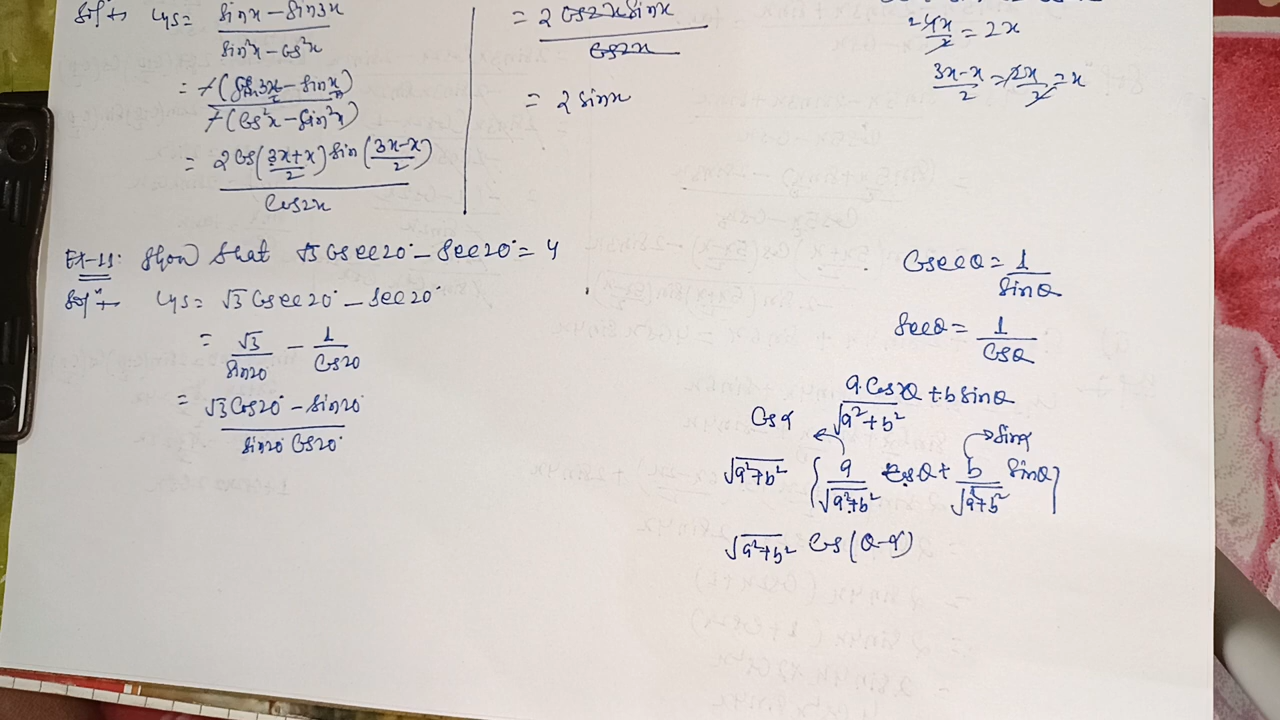 Sol^n → LHS = (sinx - sin3x)/(sin²x - cos²x)
= -(sin3x - sinx)/-(cos²x - sin²x)
= 2cos((3x+x)/2) sin((3x-x)/2)/cos2x
= 2cos2x sinx/cos2x
= 2 sinx
4x/2 = 2x
(3x-x)/2 = 2x/2 = x
Ex-11: Show that √3 Cosec20° - Sec20° = 4
Sol^n → LHS = √3 Cosec20° - Sec20°
= √3/sin20 - 1/cos20
= (√3 cos20° - sin20°)/(sin20° cos20°)
Cosecθ = 1/sinθ
Secθ = 1/cosθ
a cosθ + b sinθ
√(a²+b²)
cosα
sinα
√(a²+b²) { a/√(a²+b²) cosθ + b/√(a²+b²) sinθ }
√(a²+b²) cos(θ-α)